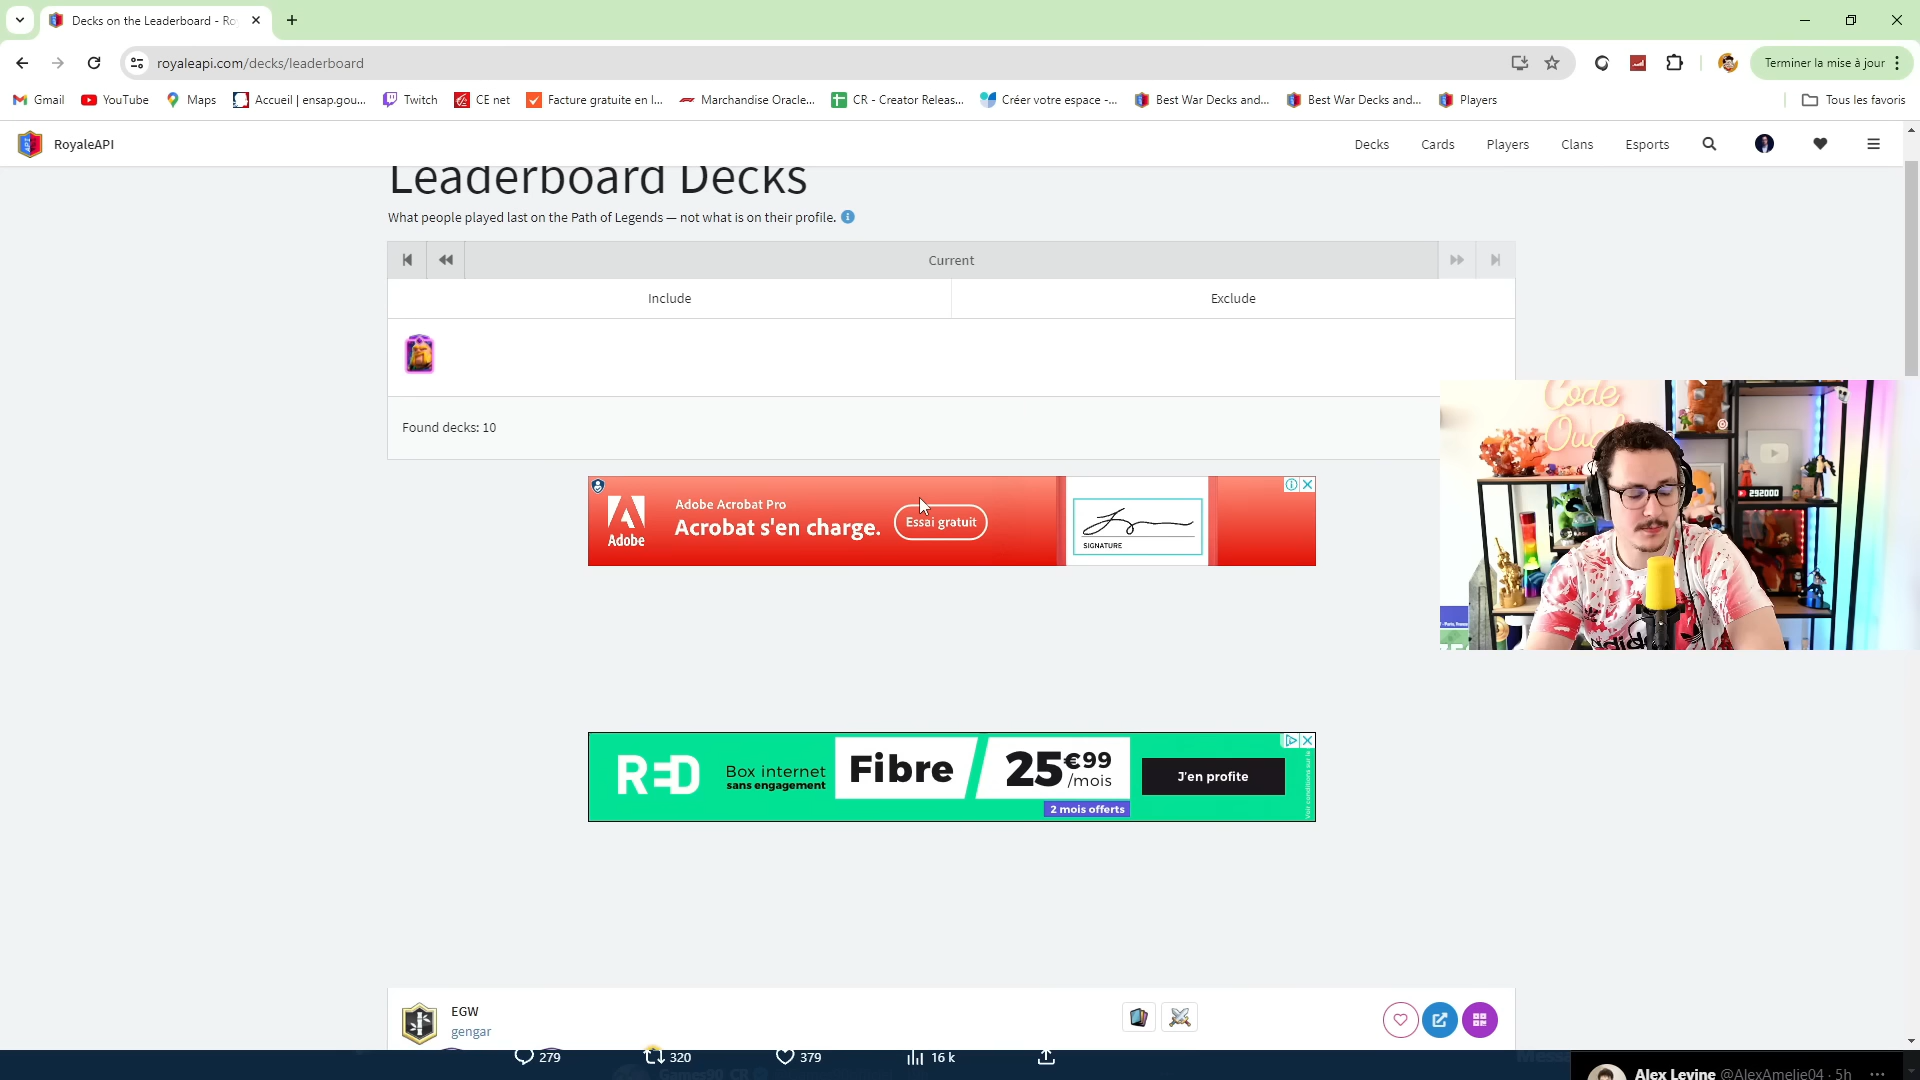 Decks on the Leaderboard - Ro
royaleapi.com/decks/leaderboard
Terminer la mise à jour
Gmail
YouTube
Maps
Accueil | ensap.gou...
Twitch
CE net
Facture gratuite en l...
Marchandise Oracle...
CR - Creator Releas...
Créer votre espace -...
Best War Decks and...
Best War Decks and...
Players
Tous les favoris
RoyaleAPI
Decks
Cards
Players
Clans
Esports
Leaderboard Decks
What people played last on the Path of Legends — not what is on their profile.
Current
Include
Exclude
Found decks: 10
Adobe
Adobe Acrobat Pro
Acrobat s'en charge.
Essai gratuit
SIGNATURE
Code
292000
adidas
RED
Box internet
sans engagement
Fibre
25€99
/mois
2 mois offerts
J'en profite
EGW
gengar
279
320
379
16 k
Games90_CR
Alex Levine @AlexAmelie04 · 5h